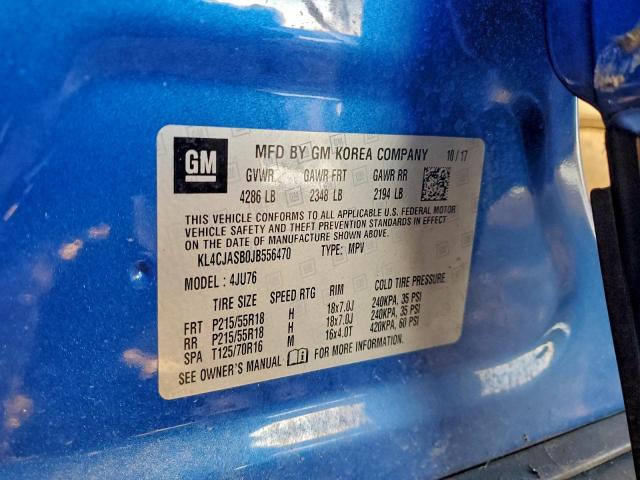 GM
MFD BY GM KOREA COMPANY 10/17
GVWR GAWR FRT GAWR RR
4286 LB 2348 LB 2194 LB
THIS VEHICLE CONFORMS TO ALL APPLICABLE U.S. FEDERAL MOTOR
VEHICLE SAFETY AND THEFT PREVENTION STANDARDS IN EFFECT
ON THE DATE OF MANUFACTURE SHOWN ABOVE.
KL4CJASB0JB556470 TYPE: MPV
MODEL : 4JU76
TIRE SIZE SPEED RTG RIM COLD TIRE PRESSURE
FRT P215/55R18 H 18x7.0J 240KPA, 35 PSI
RR P215/55R18 H 18x7.0J 240KPA, 35 PSI
SPA T125/70R16 M 16x4.0T 420KPA, 60 PSI
SEE OWNER'S MANUAL FOR MORE INFORMATION.